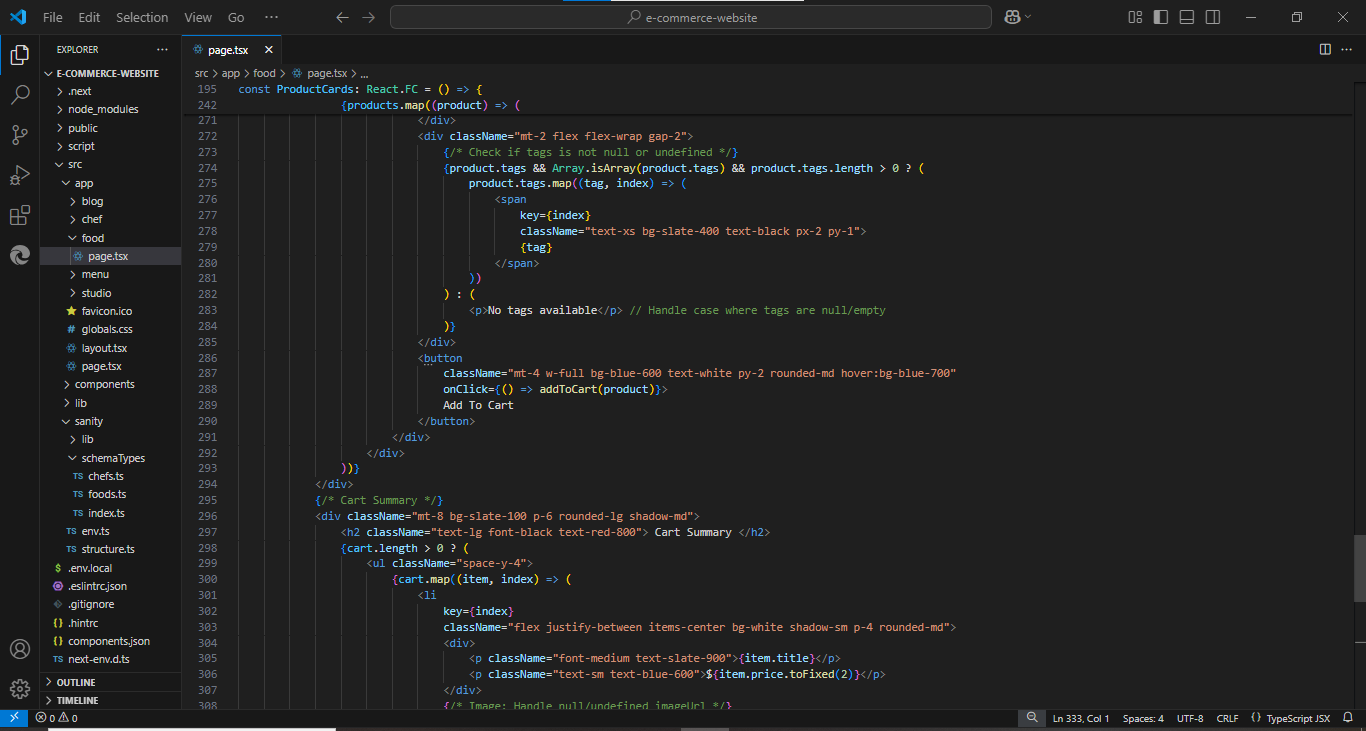 File Edit Selection View Go ··· e-commerce-website
EXPLORER ···
E-COMMERCE-WEBSITE
.next
node_modules
public
script
src
app
blog
chef
food
page.tsx
menu
studio
favicon.ico
globals.css
layout.tsx
page.tsx
components
lib
sanity
lib
schemaTypes
TS chefs.ts
TS foods.ts
TS index.ts
TS env.ts
TS structure.ts
$ .env.local
.eslintrc.json
.gitignore
{} .hintrc
{} components.json
TS next-env.d.ts
OUTLINE
TIMELINE
page.tsx
src > app > food > page.tsx > ...
195 const ProductCards: React.FC = () => {
242 {products.map((product) => (
271 </div>
272 <div className="mt-2 flex flex-wrap gap-2">
273 {/* Check if tags is not null or undefined */}
274 {product.tags && Array.isArray(product.tags) && product.tags.length > 0 ? (
275 product.tags.map((tag, index) => (
276 <span
277 key={index}
278 className="text-xs bg-slate-400 text-black px-2 py-1">
279 {tag}
280 </span>
281 ))
282 ) : (
283 <p>No tags available</p> // Handle case where tags are null/empty
284 )}
285 </div>
286 <button
287 className="mt-4 w-full bg-blue-600 text-white py-2 rounded-md hover:bg-blue-700"
288 onClick={() => addToCart(product)}>
289 Add To Cart
290 </button>
291 </div>
292 </div>
293 ))}
294 </div>
295 {/* Cart Summary */}
296 <div className="mt-8 bg-slate-100 p-6 rounded-lg shadow-md">
297 <h2 className="text-lg font-black text-red-800"> Cart Summary </h2>
298 {cart.length > 0 ? (
299 <ul className="space-y-4">
300 {cart.map((item, index) => (
301 <li
302 key={index}
303 className="flex justify-between items-center bg-white shadow-sm p-4 rounded-md">
304 <div>
305 <p className="font-medium text-slate-900">{item.title}</p>
306 <p className="text-sm text-blue-600">${item.price.toFixed(2)}</p>
307 </div>
308 {/* Image: Handle null/undefined imageUrl */}
0 0 Ln 333, Col 1 Spaces: 4 UTF-8 CRLF {} TypeScript JSX